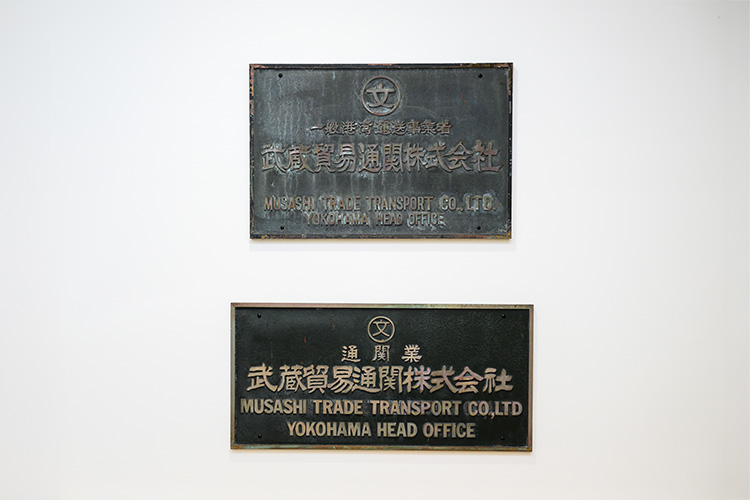 文
一般港湾運送事業者
武蔵貿易通関株式会社
MUSASHI TRADE TRANSPORT CO.,LTD.
YOKOHAMA HEAD OFFICE
文
通関業
武蔵貿易通関株式会社
MUSASHI TRADE TRANSPORT CO,LTD
YOKOHAMA HEAD OFFICE